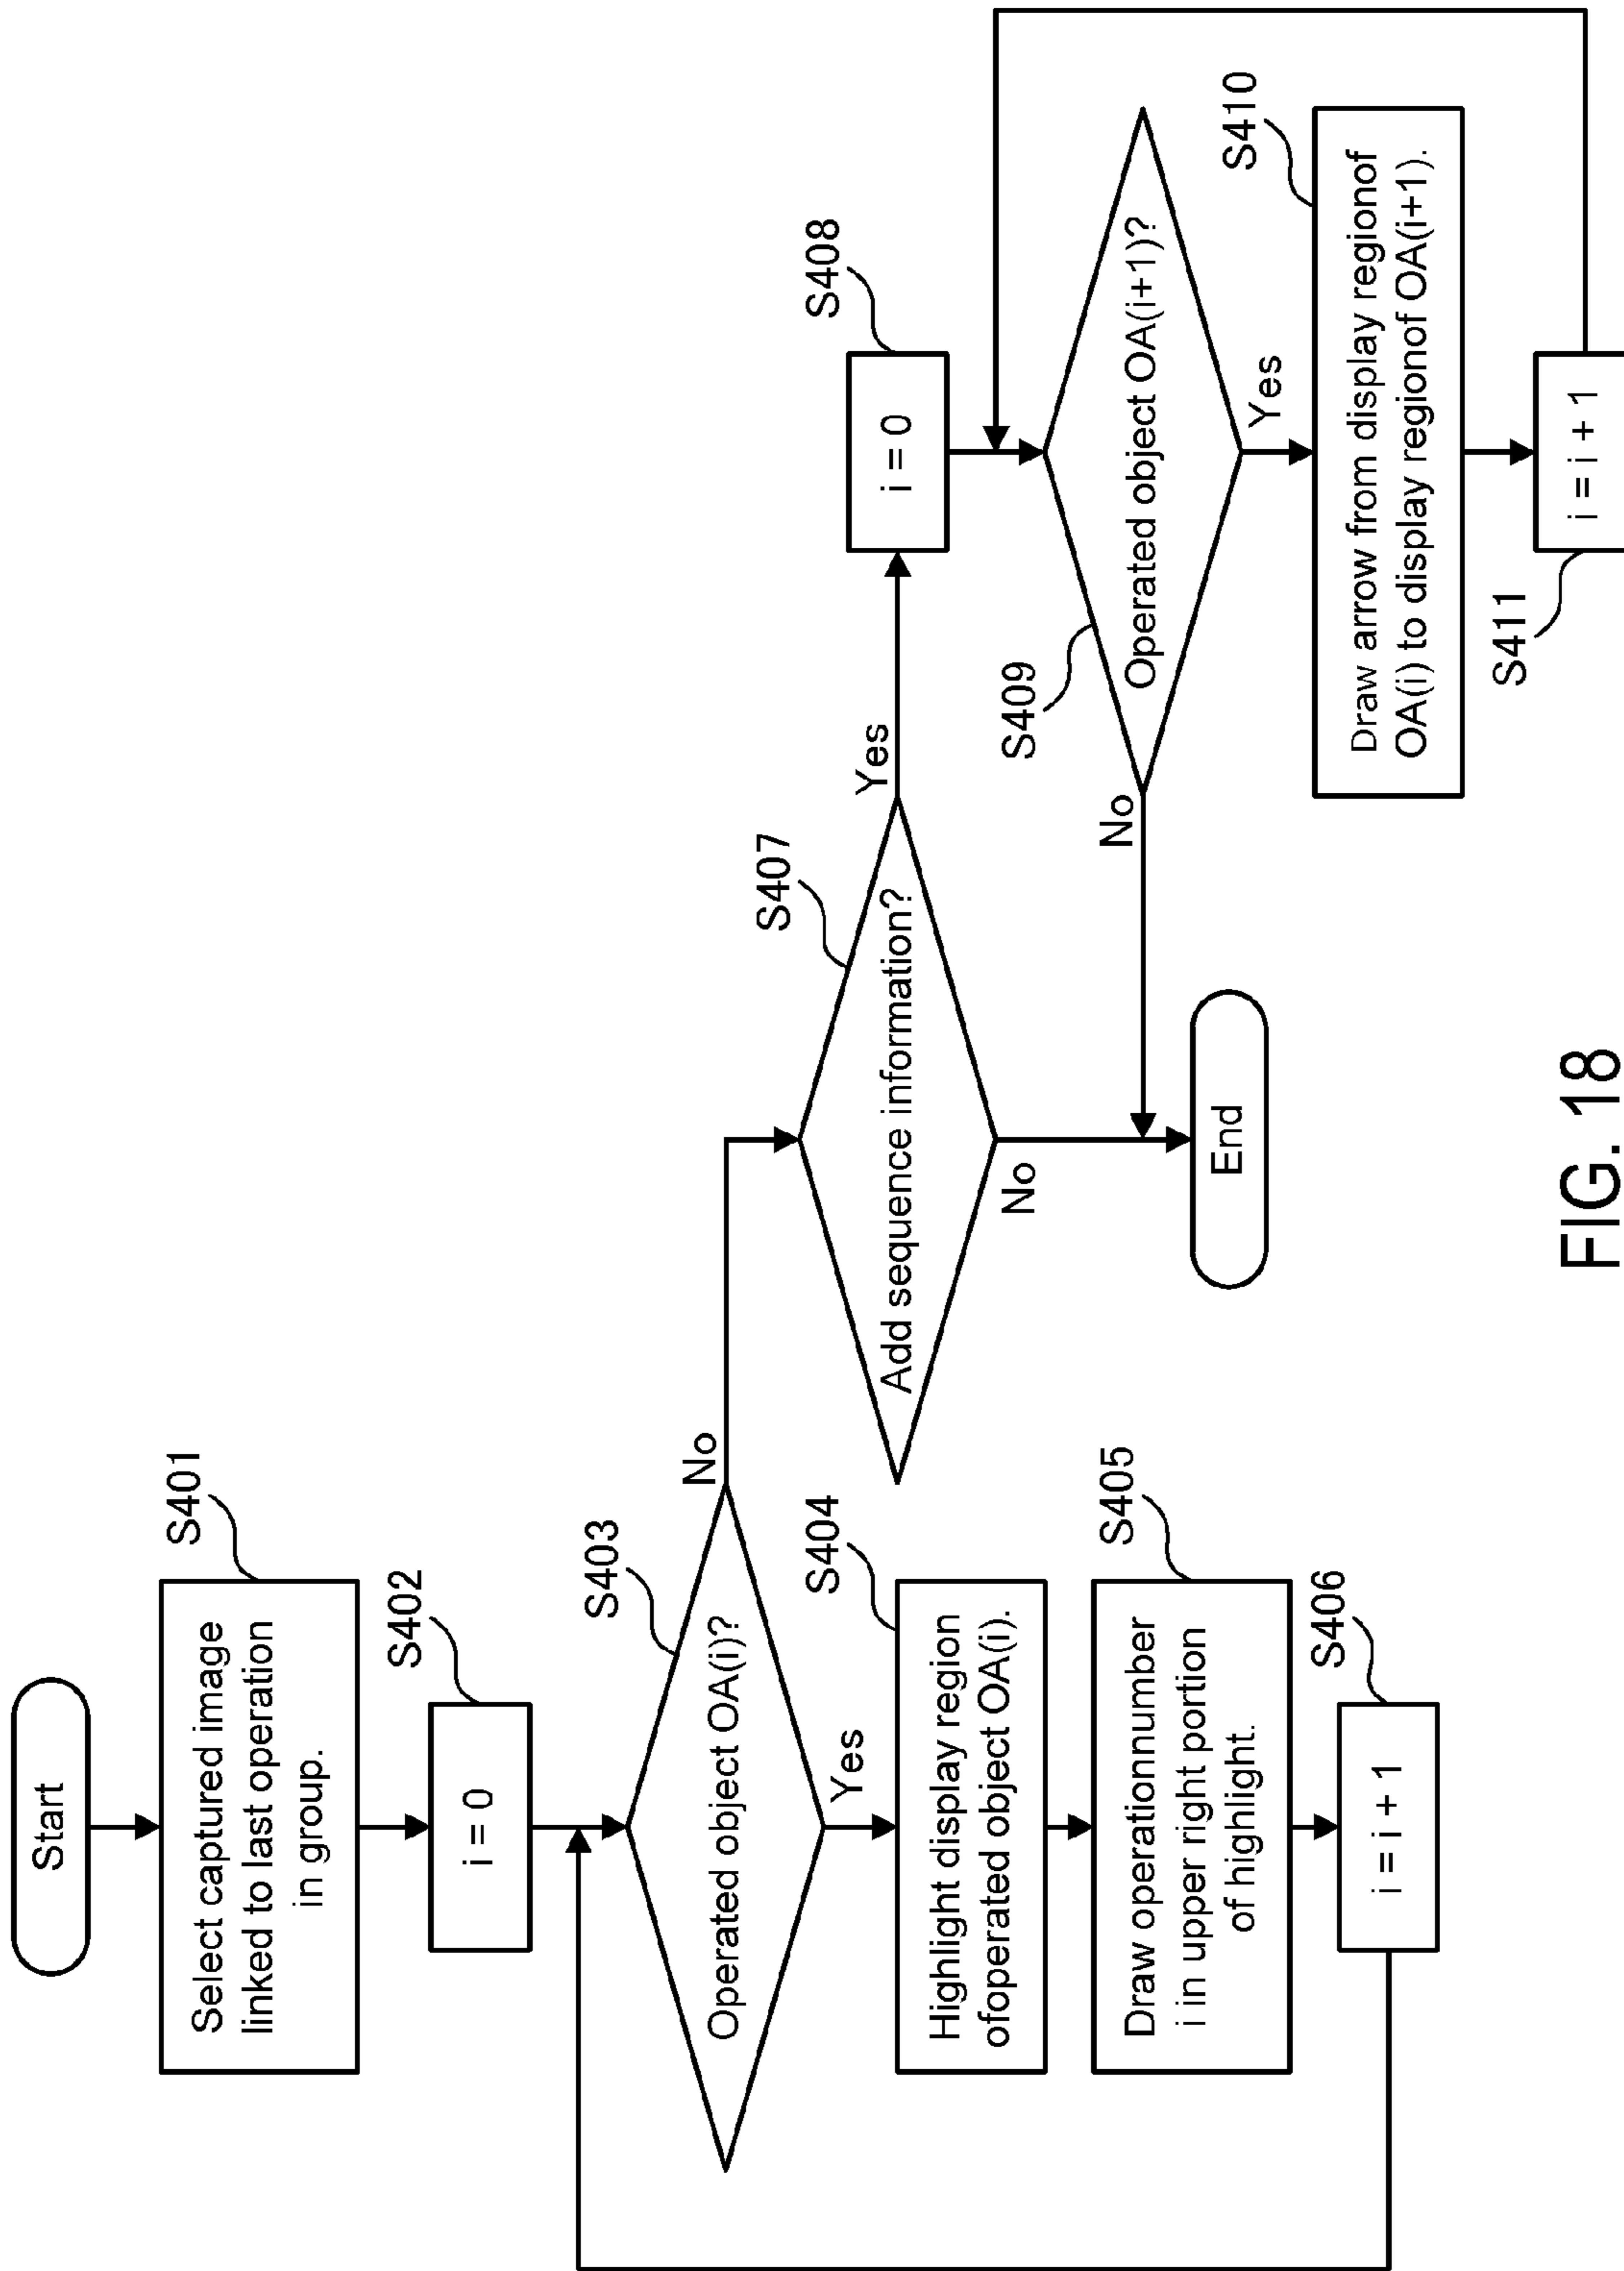 Start
S401
Select captured image
linked to last operation
in group.
S402
i = 0
S403
Operated object OA(i)?
No
Yes
S404
Highlight display region
ofoperated object OA(i).
S405
Draw operationnumber
i in upper right portion
of highlight.
S406
i = i + 1
S407
Add sequence information?
Yes
No
End
S408
i = 0
S409
Operated object OA(i+1)?
No
Yes
S410
Draw arrow from display regionof
OA(i) to display regionof OA(i+1).
S411
i = i + 1
FIG. 18